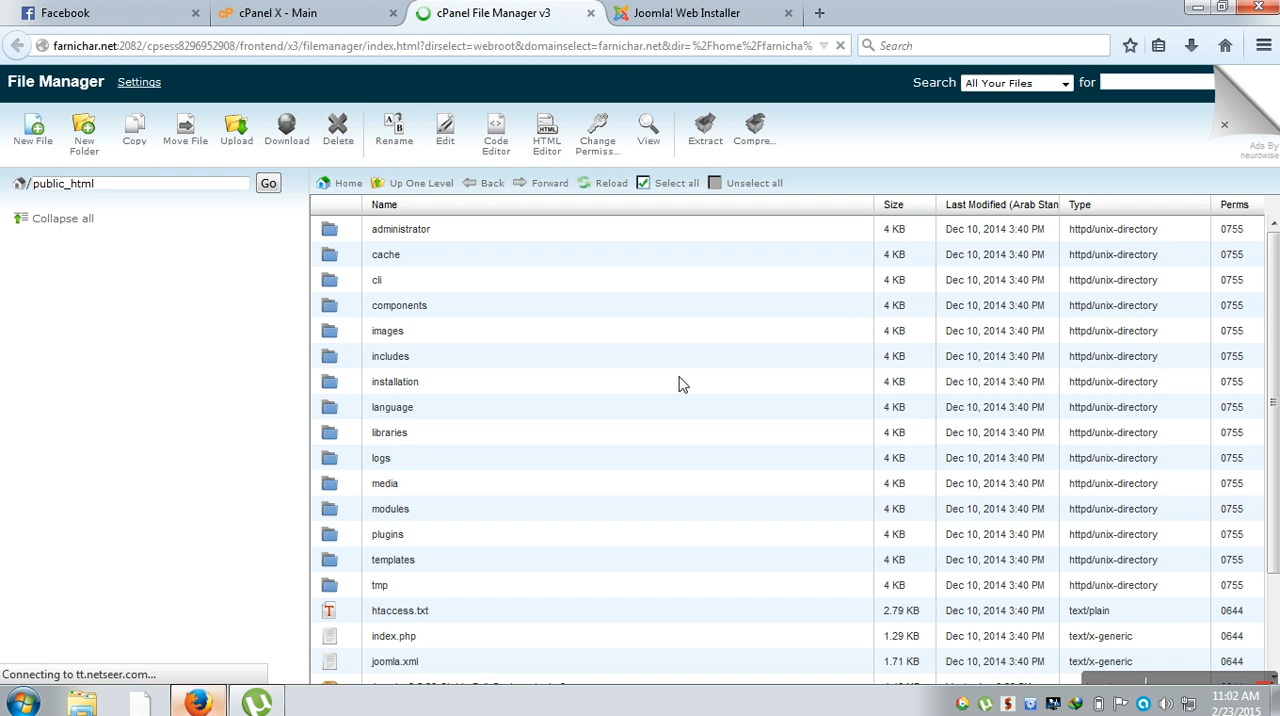 Facebook
cPanel X - Main
cPanel File Manager v3
Joomla! Web Installer
farnichar.net:2082/cpsess8296952908/frontend/x3/filemanager/index.html?dirselect=webroot&domainselect=farnichar.net&dir=%2Fhome%2Ffarnicha%
Search
File Manager Settings
Search All Your Files for
New File
New Folder
Copy
Move File
Upload
Download
Delete
Rename
Edit
Code Editor
HTML Editor
Change Permiss...
View
Extract
Compre...
Ads By
neurowise
/public_html Go
Home Up One Level Back Forward Reload Select all Unselect all
Collapse all
Name Size Last Modified (Arab Stan Type Perms
administrator 4 KB Dec 10, 2014 3:40 PM httpd/unix-directory 0755
cache 4 KB Dec 10, 2014 3:40 PM httpd/unix-directory 0755
cli 4 KB Dec 10, 2014 3:40 PM httpd/unix-directory 0755
components 4 KB Dec 10, 2014 3:40 PM httpd/unix-directory 0755
images 4 KB Dec 10, 2014 3:40 PM httpd/unix-directory 0755
includes 4 KB Dec 10, 2014 3:40 PM httpd/unix-directory 0755
installation 4 KB Dec 10, 2014 3:40 PM httpd/unix-directory 0755
language 4 KB Dec 10, 2014 3:40 PM httpd/unix-directory 0755
libraries 4 KB Dec 10, 2014 3:40 PM httpd/unix-directory 0755
logs 4 KB Dec 10, 2014 3:40 PM httpd/unix-directory 0755
media 4 KB Dec 10, 2014 3:40 PM httpd/unix-directory 0755
modules 4 KB Dec 10, 2014 3:40 PM httpd/unix-directory 0755
plugins 4 KB Dec 10, 2014 3:40 PM httpd/unix-directory 0755
templates 4 KB Dec 10, 2014 3:40 PM httpd/unix-directory 0755
tmp 4 KB Dec 10, 2014 3:40 PM httpd/unix-directory 0755
htaccess.txt 2.79 KB Dec 10, 2014 3:40 PM text/plain 0644
index.php 1.29 KB Dec 10, 2014 3:40 PM text/x-generic 0644
joomla.xml 1.71 KB Dec 10, 2014 3:40 PM text/x-generic 0644
Connecting to tt.netseer.com...
11:02 AM
2/23/2015